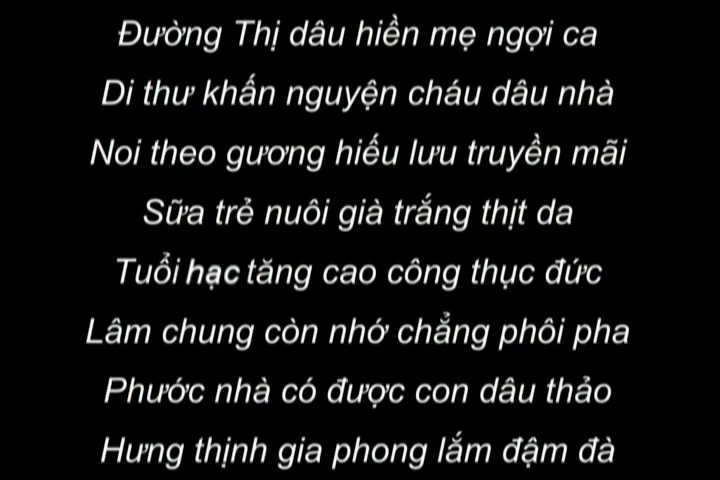 Đường Thị dâu hiền mẹ ngợi ca
Di thư khấn nguyện cháu dâu nhà
Noi theo gương hiếu lưu truyền mãi
Sữa trẻ nuôi già trắng thịt da
Tuổi hạc tăng cao công thục đức
Lâm chung còn nhớ chẳng phôi pha
Phước nhà có được con dâu thảo
Hưng thịnh gia phong lắm đậm đà